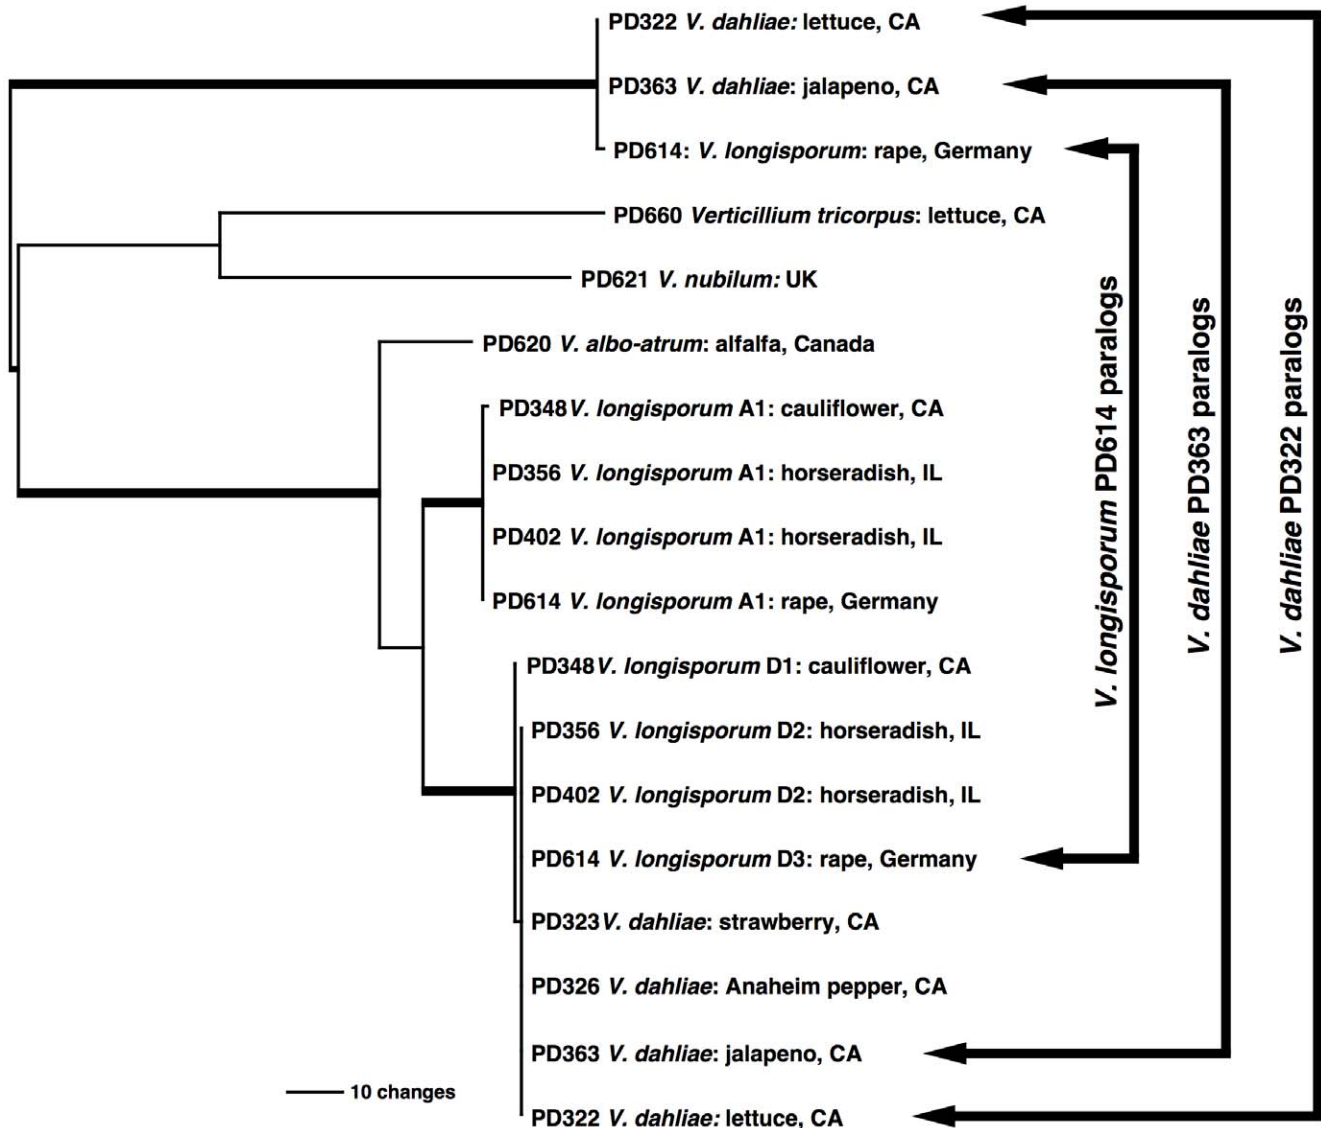 PD322 V. dahliae: lettuce, CA
PD363 V. dahliae: jalapeno, CA
PD614: V. longisporum: rape, Germany
PD660 Verticillium tricorpus: lettuce, CA
PD621 V. nubilum: UK
PD620 V. albo-atrum: alfalfa, Canada
PD348 V. longisporum A1: cauliflower, CA
PD356 V. longisporum A1: horseradish, IL
PD402 V. longisporum A1: horseradish, IL
PD614 V. longisporum A1: rape, Germany
PD348 V. longisporum D1: cauliflower, CA
PD356 V. longisporum D2: horseradish, IL
PD402 V. longisporum D2: horseradish, IL
PD614 V. longisporum D3: rape, Germany
PD323 V. dahliae: strawberry, CA
PD326 V. dahliae: Anaheim pepper, CA
PD363 V. dahliae: jalapeno, CA
PD322 V. dahliae: lettuce, CA
10 changes
V. longisporum PD614 paralogs
V. dahliae PD363 paralogs
V. dahliae PD322 paralogs